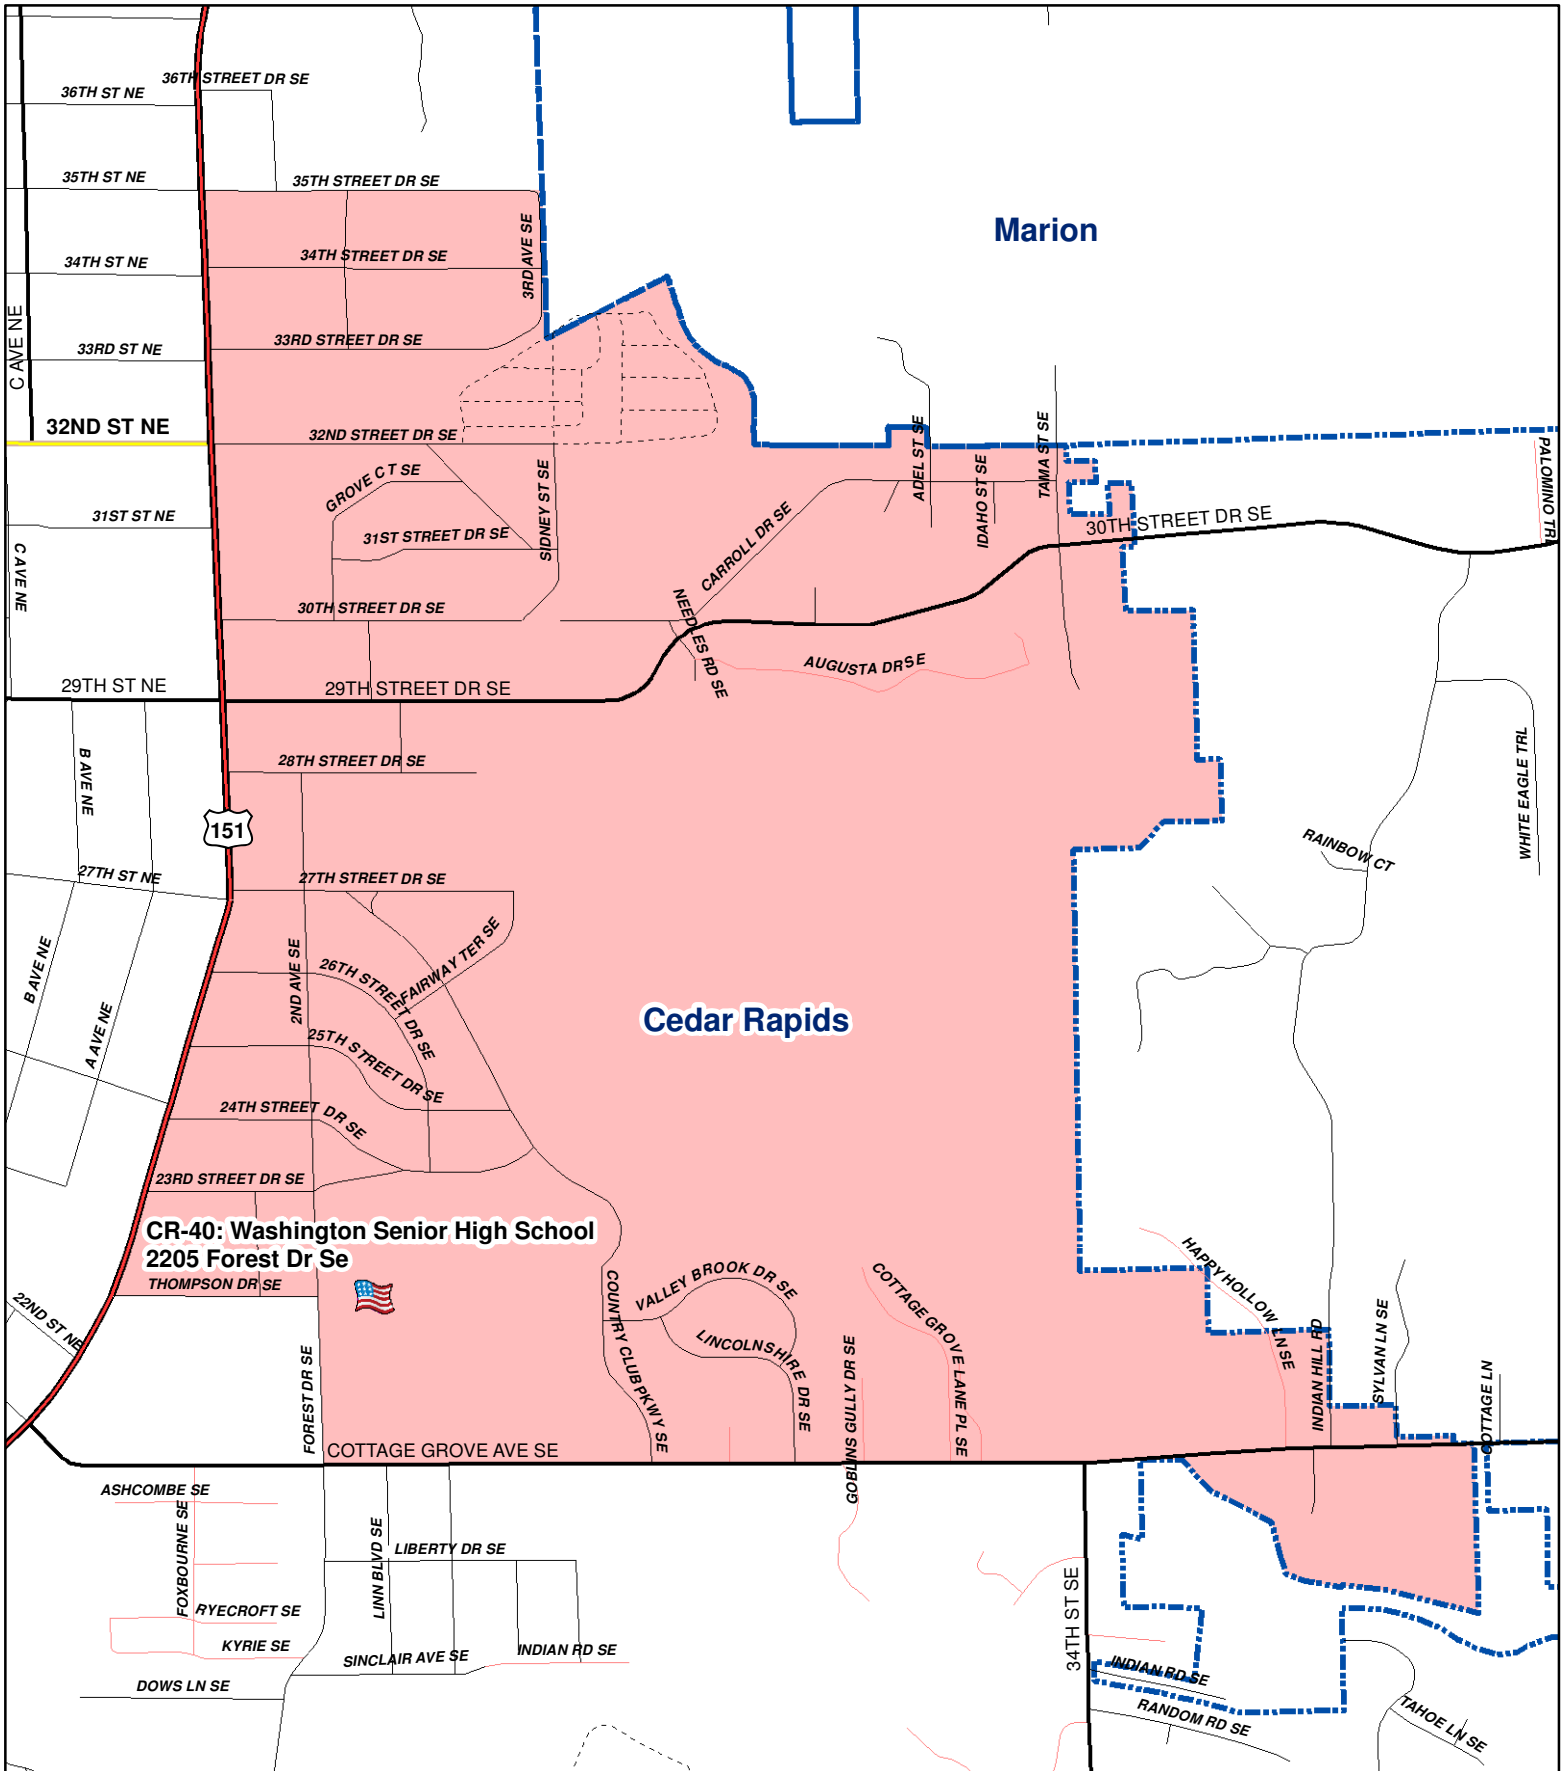 36TH STREET DR SE
36TH ST NE
35TH ST NE
35TH STREET DR SE
Marion
3RD AVE SE
34TH STREET DR SE
34TH ST NE
C AVE NE
33RD STREET DR SE
33RD ST NE
32ND ST NE
32ND STREET DR SE
ADEL ST SE
TAMA ST SE
IDAHO ST SE
PALOMINO TRL
GROVE CT SE
SIDNEY ST SE
31ST ST NE
31ST STREET DR SE
CARROLL DR SE
30TH STREET DR SE
C AVE NE
30TH STREET DR SE
NEEDLES RD SE
AUGUSTA DR SE
29TH ST NE
29TH STREET DR SE
28TH STREET DR SE
B AVE NE
WHITE EAGLE TRL
151
RAINBOW CT
27TH ST NE
27TH STREET DR SE
B AVE NE
2ND AVE SE
26TH STREET DR SE
FAIRWAY TER SE
A AVE NE
Cedar Rapids
25TH STREET DR SE
24TH STREET DR SE
23RD STREET DR SE
CR-40: Washington Senior High School
2205 Forest Dr Se
THOMPSON DR SE
22ND ST NE
COUNTRY CLUB PKWY SE
VALLEY BROOK DR SE
LINCOLNSHIRE DR SE
COTTAGE GROVE LANE PL SE
GOBLINS GULLY DR SE
HAPPY HOLLOW LN SE
INDIAN HILL RD
SYLVAN LN SE
COTTAGE LN
FOREST DR SE
COTTAGE GROVE AVE SE
ASHCOMBE SE
FOXBOURNE SE
LINN BLVD SE
LIBERTY DR SE
RYECROFT SE
KYRIE SE
SINCLAIR AVE SE
INDIAN RD SE
DOWS LN SE
34TH ST SE
INDIAN RD SE
RANDOM RD SE
TAHOE LN SE